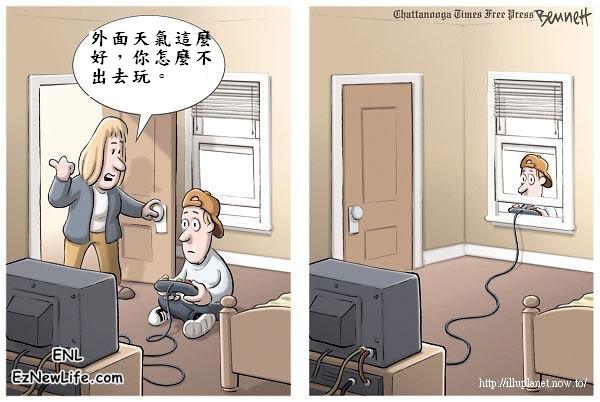 外面天氣這麼
好，你怎麼不
出去玩。
Chattanooga Times Free Press BENNETT
ENL
EzNewLife.com
http://illuplanet.now.to/